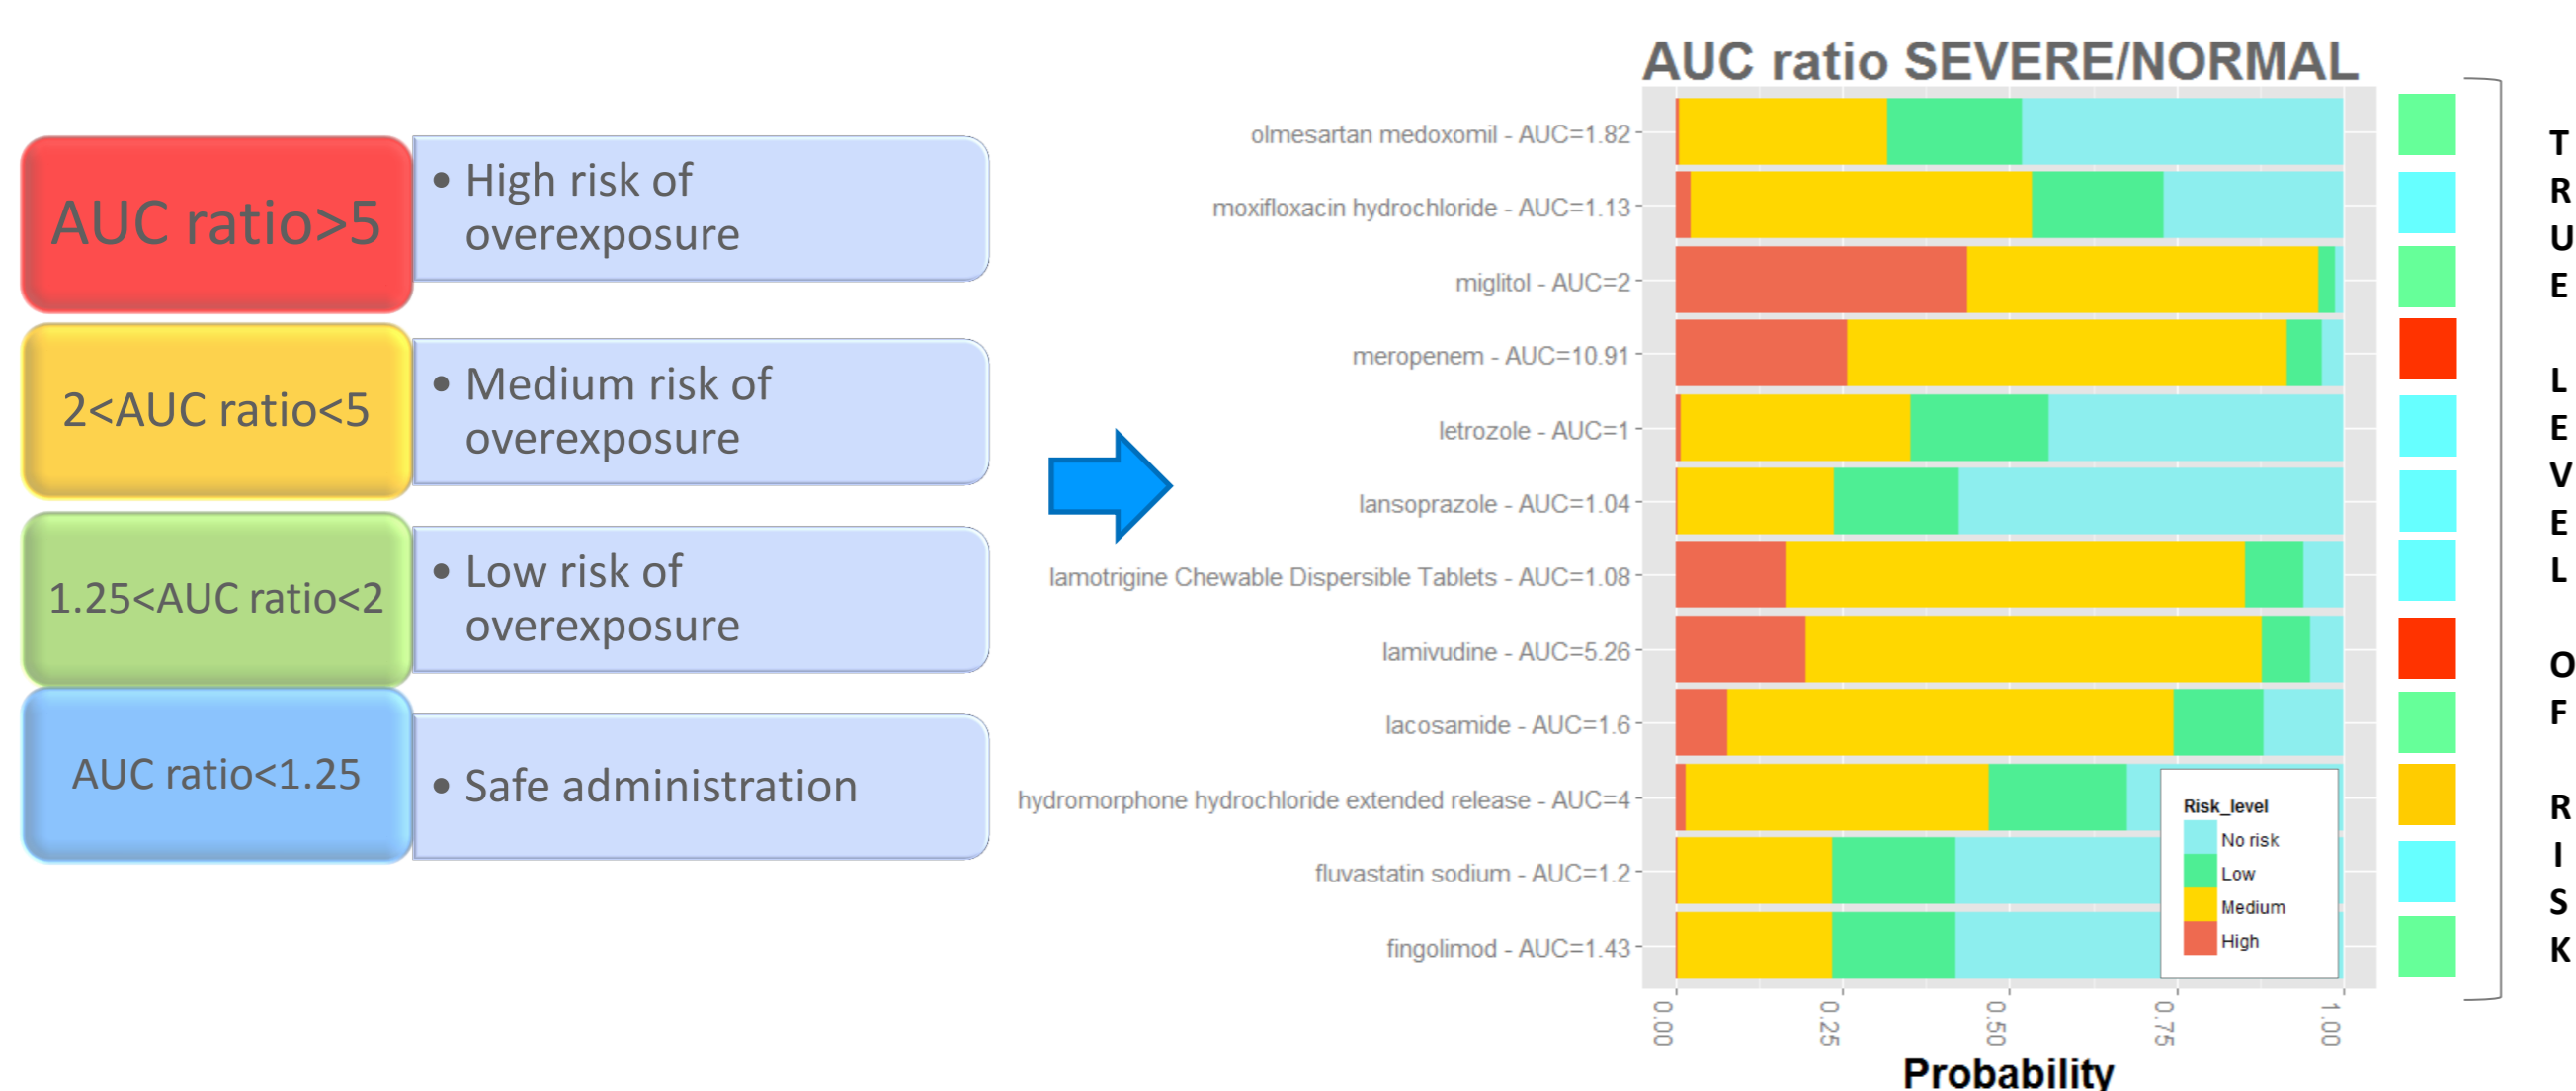 AUC ratio>5
• High risk of
overexposure
2<AUC ratio<5
• Medium risk of
overexposure
1.25<AUC ratio<2
• Low risk of
overexposure
AUC ratio<1.25
• Safe administration
AUC ratio SEVERE/NORMAL
olmesartan medoxomil - AUC=1.82
moxifloxacin hydrochloride - AUC=1.13
miglitol - AUC=2
meropenem - AUC=10.91
letrozole - AUC=1
lansoprazole - AUC=1.04
lamotrigine Chewable Dispersible Tablets - AUC=1.08
lamivudine - AUC=5.26
lacosamide - AUC=1.6
hydromorphone hydrochloride extended release - AUC=4
fluvastatin sodium - AUC=1.2
fingolimod - AUC=1.43
Risk_level
No risk
Low
Medium
High
0.00
0.25
0.50
0.75
1.00
Probability
TRUE LEVEL OF RISK